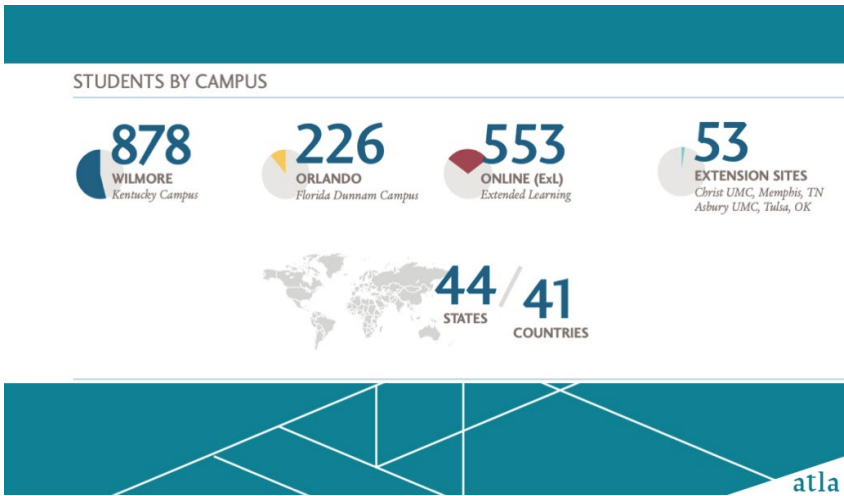 STUDENTS BY CAMPUS
878
WILMORE
Kentucky Campus
226
ORLANDO
Florida Dunnam Campus
553
ONLINE (ExL)
Extended Learning
53
EXTENSION SITES
Christ UMC, Memphis, TN
Asbury UMC, Tulsa, OK
44
STATES
/
41
COUNTRIES
atla